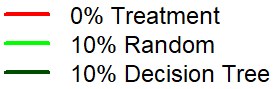 0% Treatment
10% Random
10% Decision Tree